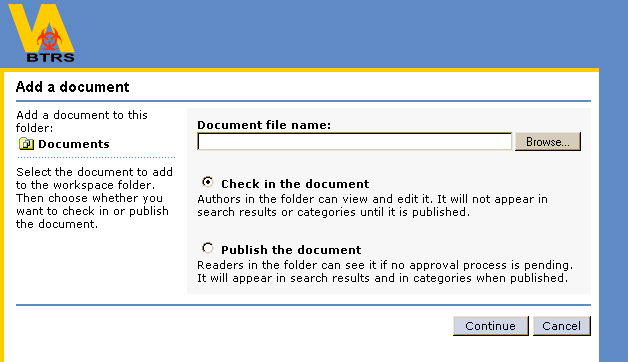 VA
BTRS
Add a document
Add a document to this
folder:
Documents
Select the document to add
to the workspace folder.
Then choose whether you
want to check in or publish
the document.
Document file name:
Browse...
Check in the document
Authors in the folder can view and edit it. It will not appear in
search results or categories until it is published.
Publish the document
Readers in the folder can see it if no approval process is pending.
It will appear in search results and in categories when published.
Continue
Cancel